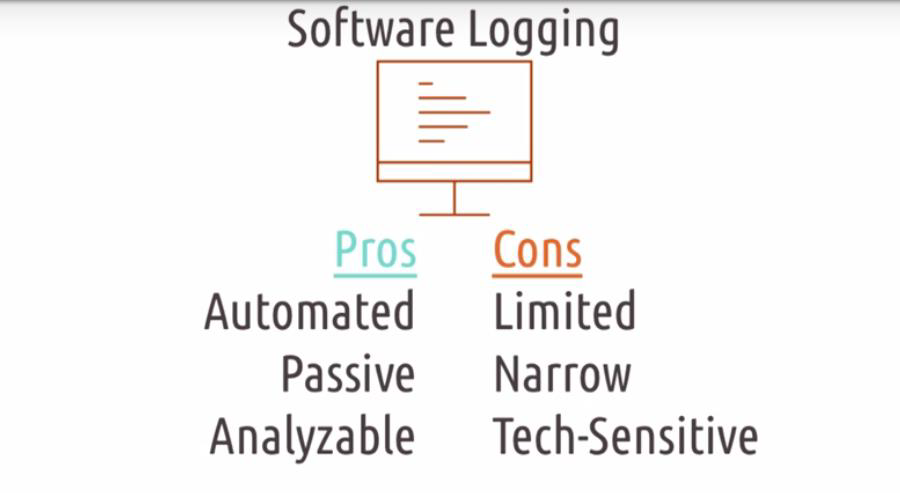 Software Logging
Pros Cons
Automated Limited
Passive Narrow
Analyzable Tech-Sensitive